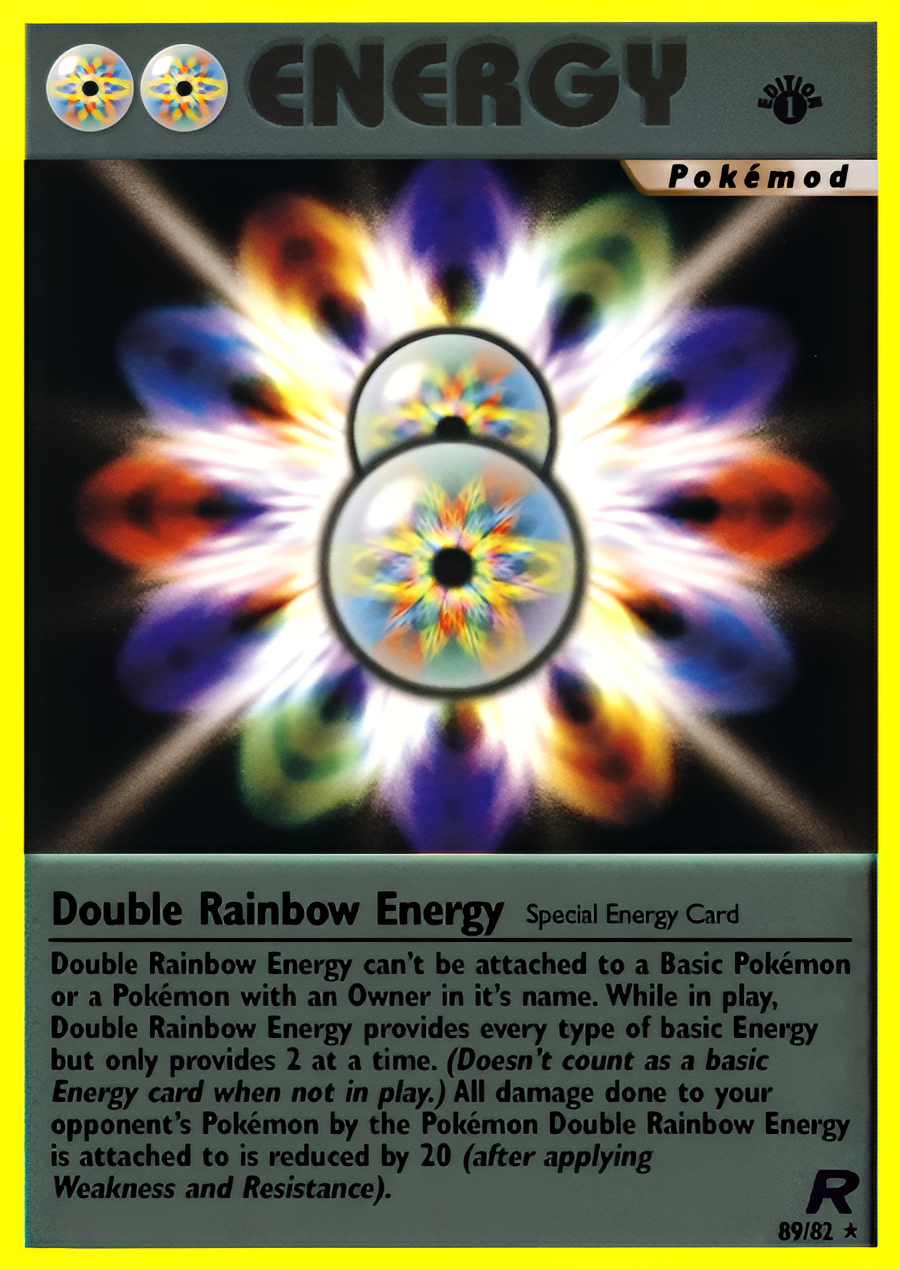 ENERGY
EDITION
1
Pokémod
Double Rainbow Energy Special Energy Card
Double Rainbow Energy can't be attached to a Basic Pokémon
or a Pokémon with an Owner in it's name. While in play,
Double Rainbow Energy provides every type of basic Energy
but only provides 2 at a time. (Doesn't count as a basic
Energy card when not in play.) All damage done to your
opponent's Pokémon by the Pokémon Double Rainbow Energy
is attached to is reduced by 20 (after applying
Weakness and Resistance).
R
89/82 ★